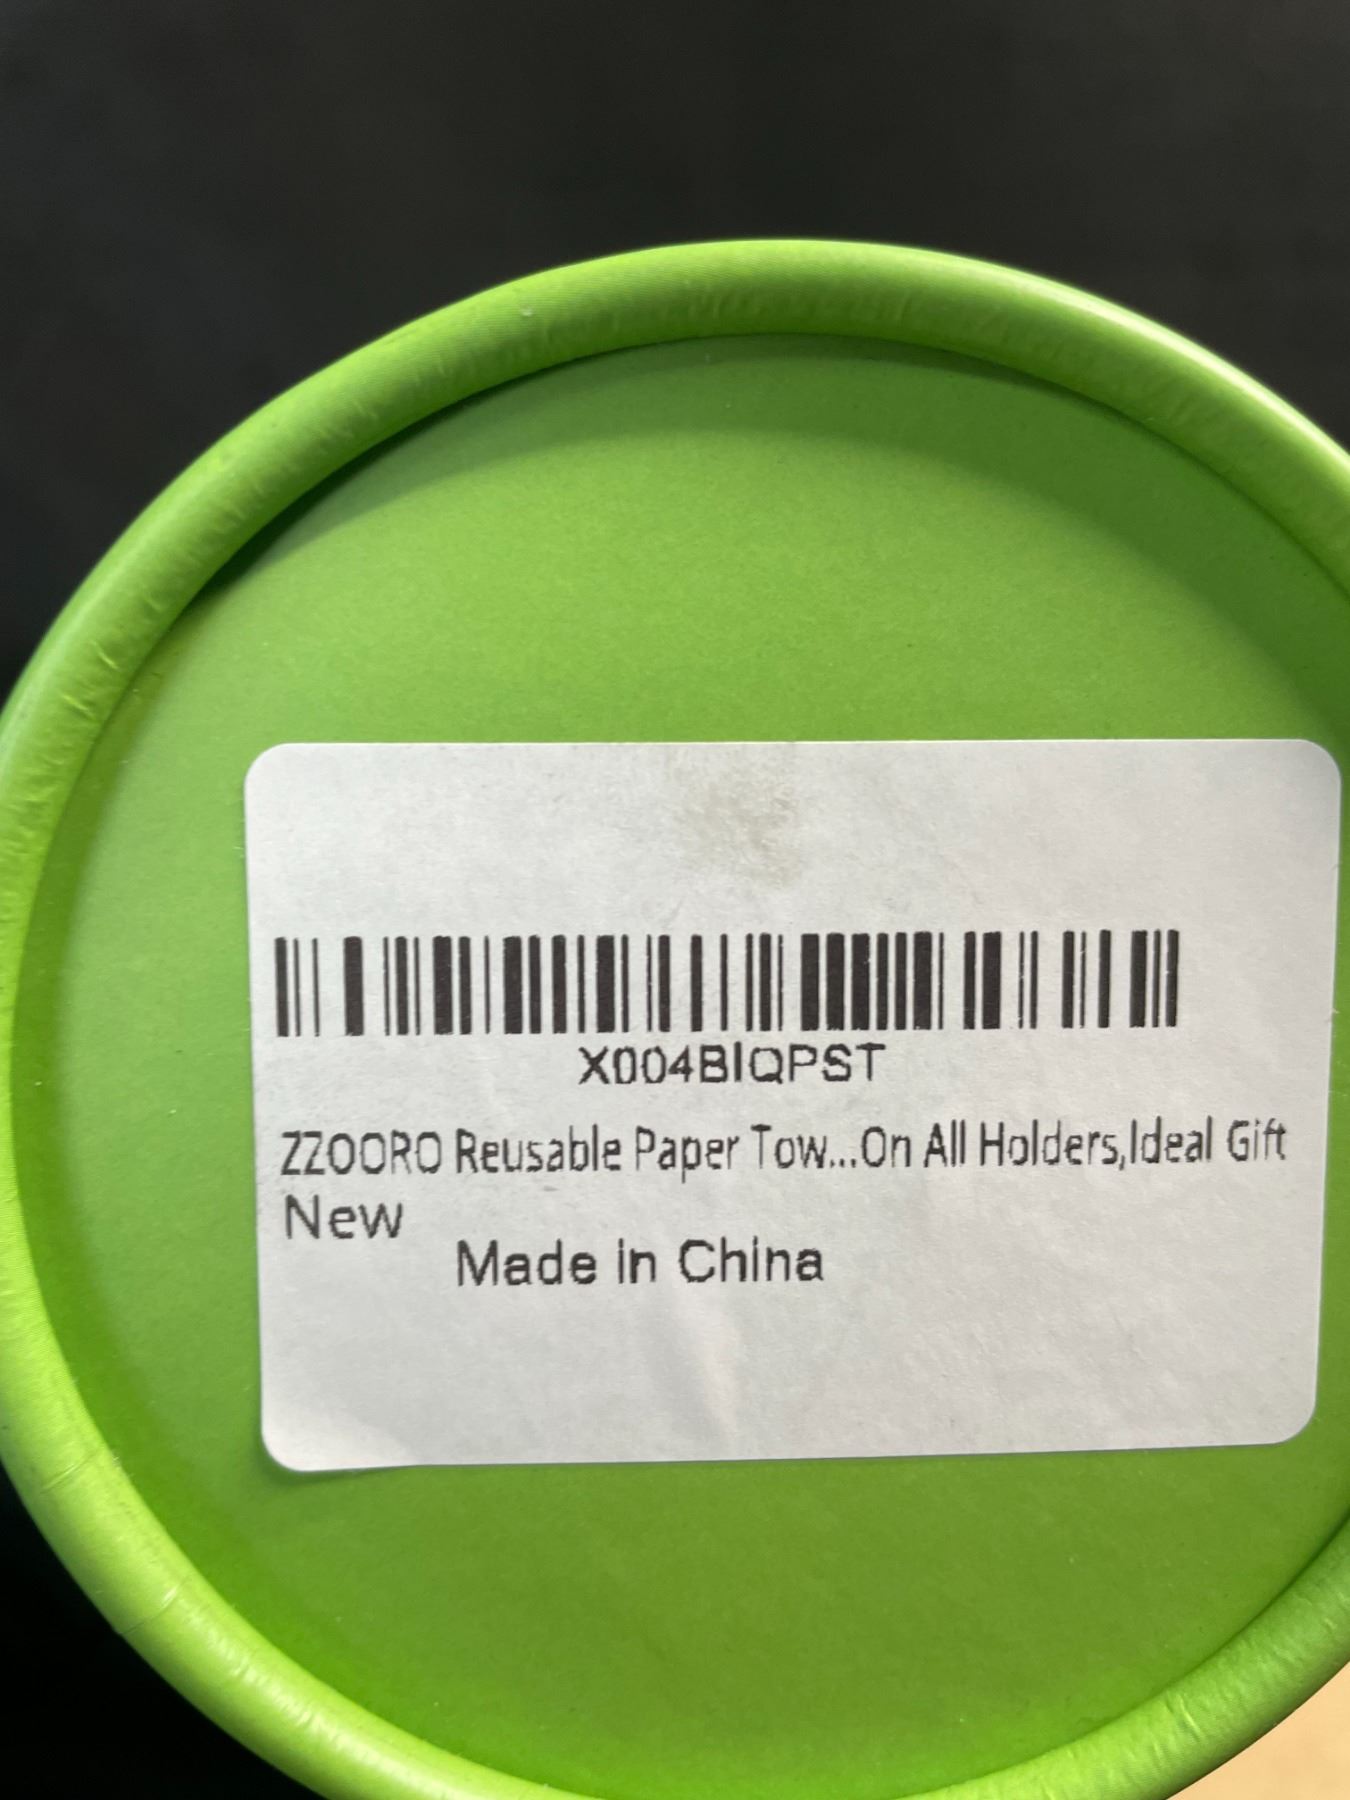 X004BIQPST
ZZOORO Reusable Paper Tow...On All Holders,Ideal Gift
New
Made in China